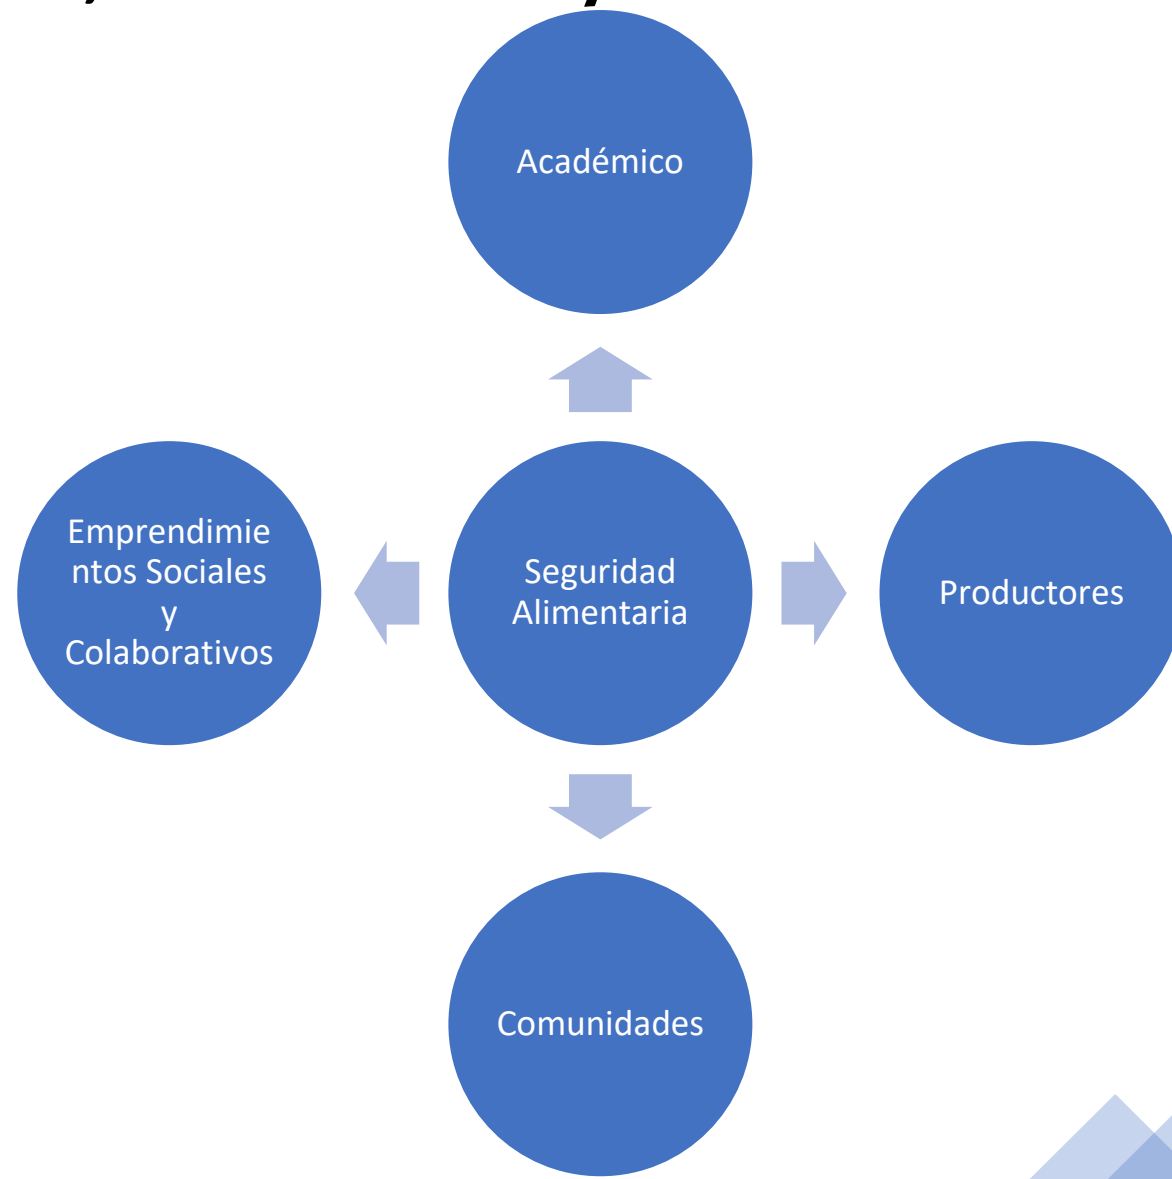 Académico
Emprendimie
ntos Sociales
y
Colaborativos
Seguridad
Alimentaria
Productores
Comunidades